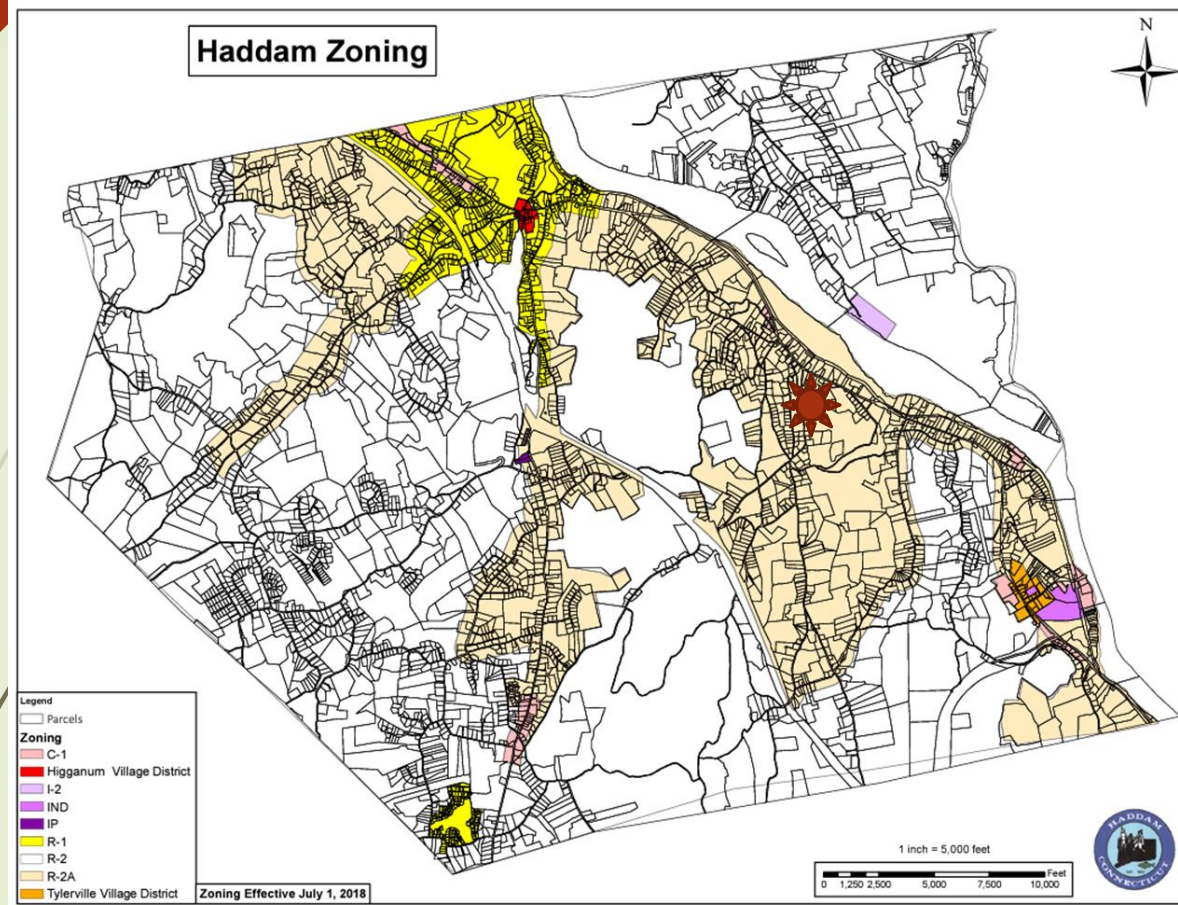 Haddam Zoning
N
Legend
Parcels
Zoning
C-1
Higganum Village District
I-2
IND
IP
R-1
R-2
R-2A
Tylerville Village District
Zoning Effective July 1, 2018
1 inch = 5,000 feet
Feet
0 1,250 2,500 5,000 7,500 10,000
HADDAM
CONNECTICUT